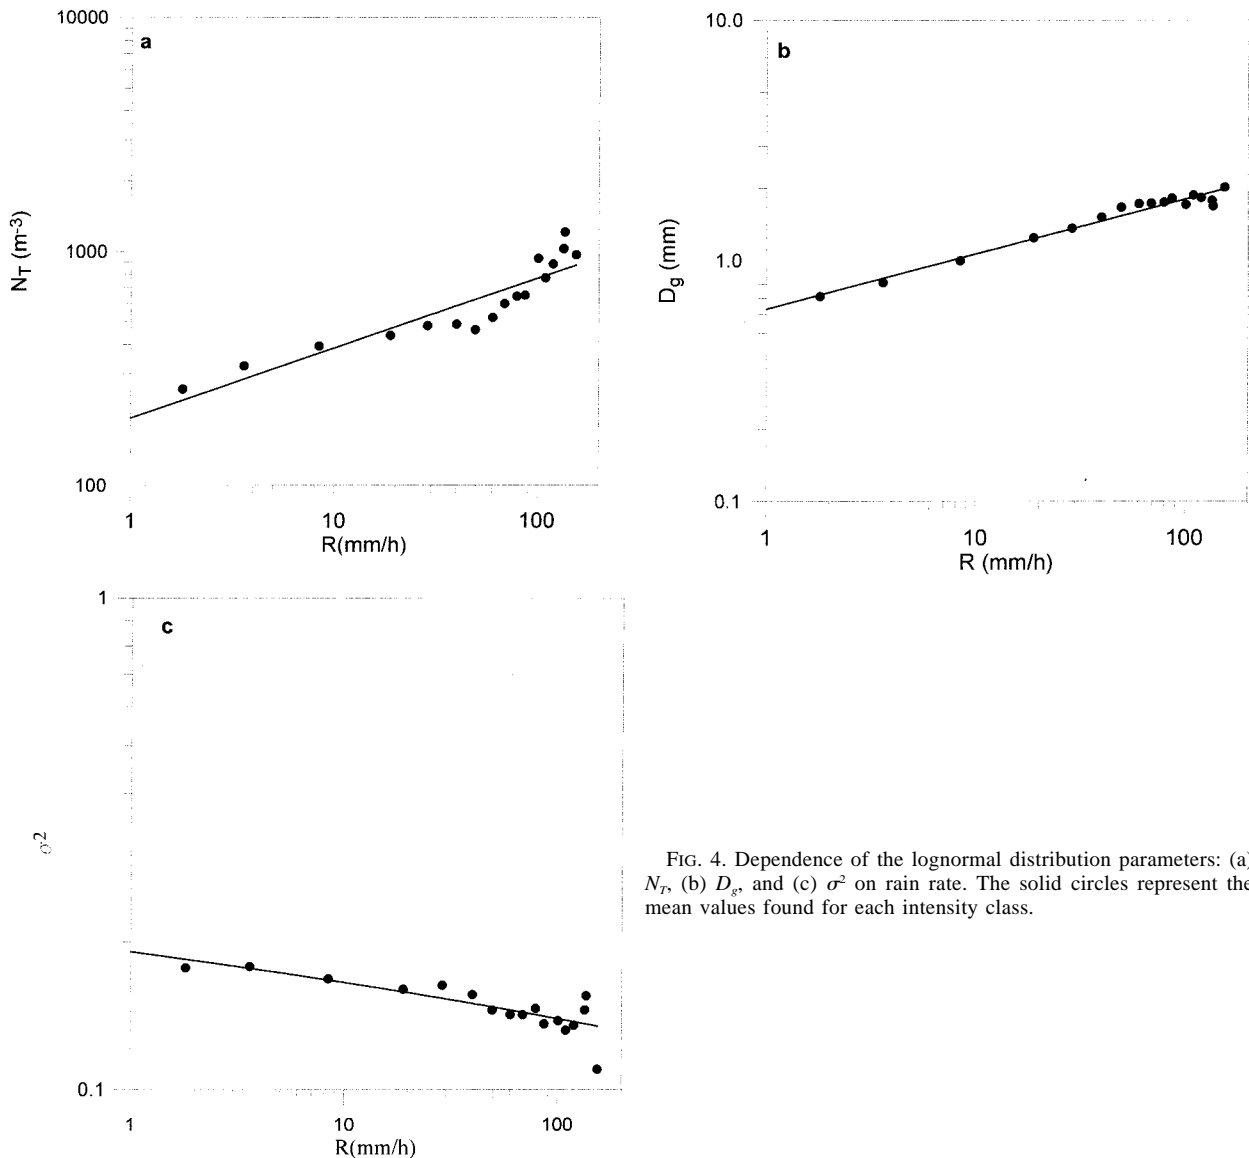 10000
a
1000
100
N_T (m⁻³)
1
10
100
R(mm/h)
10.0
b
1.0
0.1
D_g (mm)
1
10
100
R (mm/h)
1
c
0.1
σ²
1
10
100
R(mm/h)
FIG. 4. Dependence of the lognormal distribution parameters: (a)
N_T, (b) D_g, and (c) σ² on rain rate. The solid circles represent the
mean values found for each intensity class.